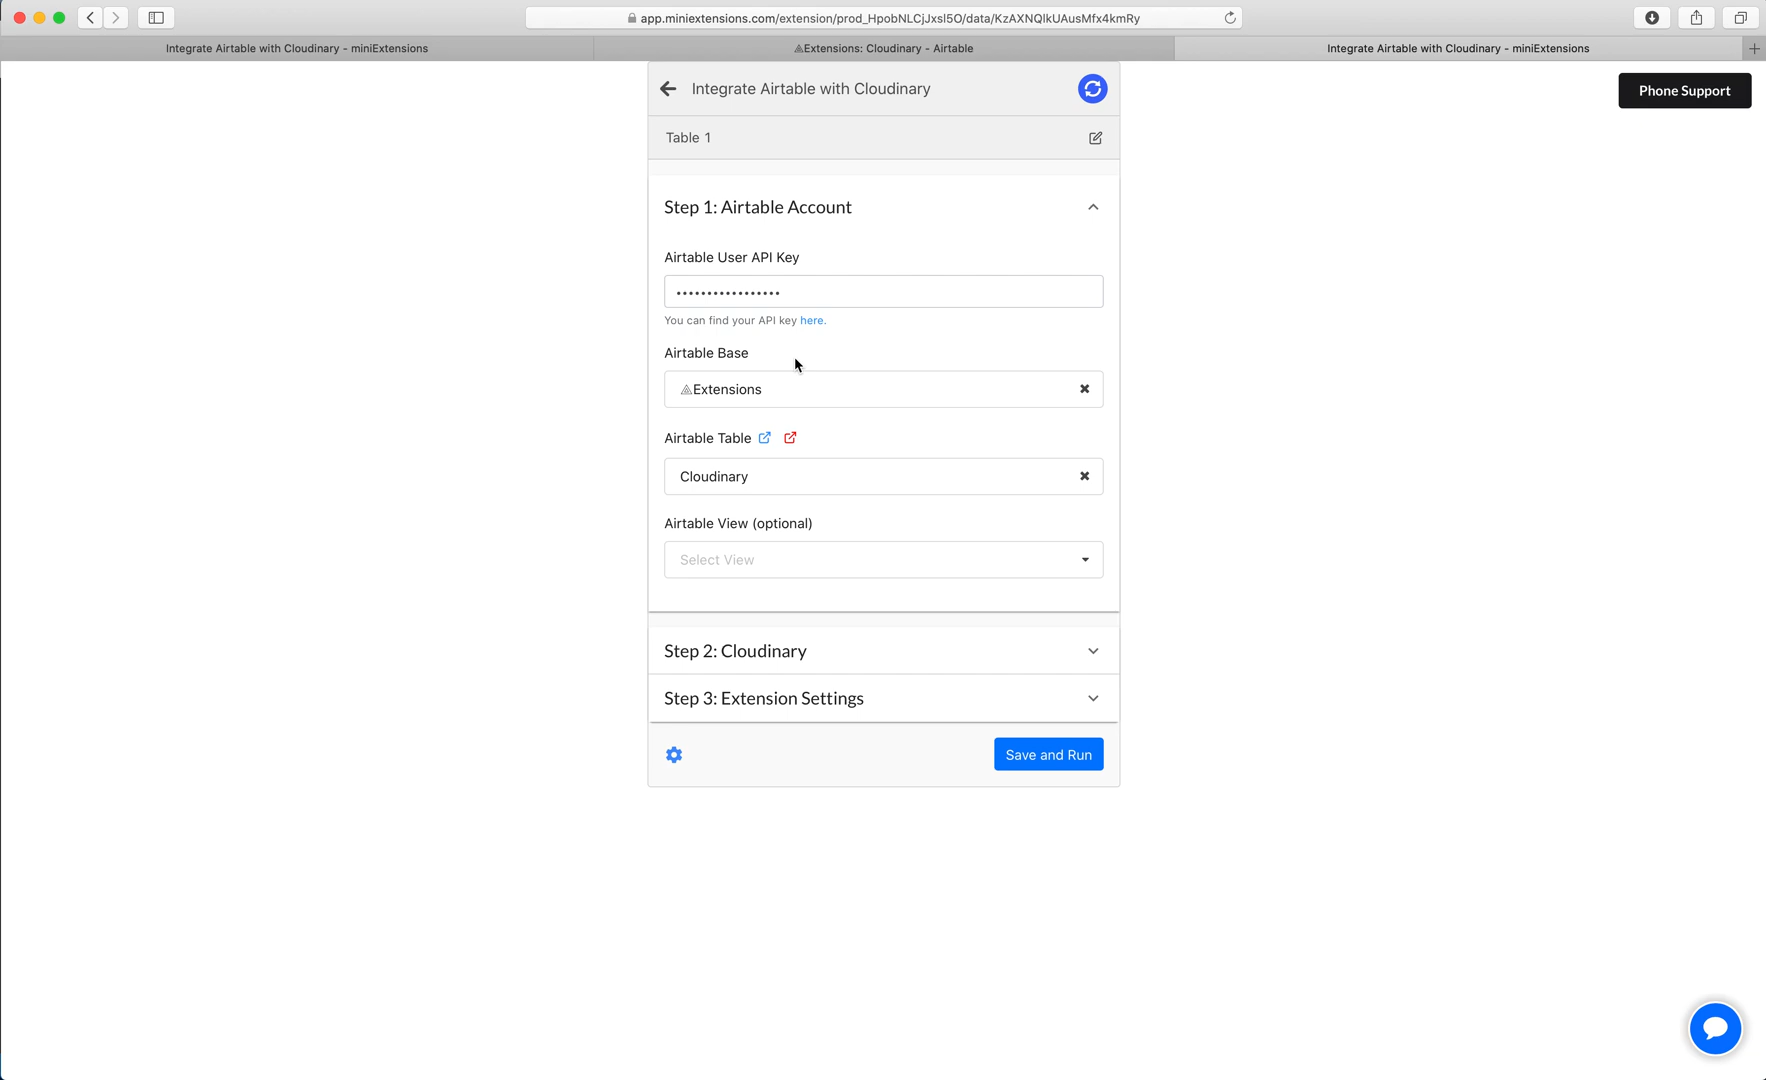 app.miniextensions.com/extension/prod_HpobNLCjJxsl5O/data/KzAXNQlkUAusMfx4kmRy
Integrate Airtable with Cloudinary - miniExtensions
Extensions: Cloudinary - Airtable
Integrate Airtable with Cloudinary - miniExtensions
Integrate Airtable with Cloudinary
Phone Support
Table 1
Step 1: Airtable Account
Airtable User API Key
•••••••••••••••••
You can find your API key here.
Airtable Base
Extensions
Airtable Table
Cloudinary
Airtable View (optional)
Select View
Step 2: Cloudinary
Step 3: Extension Settings
Save and Run